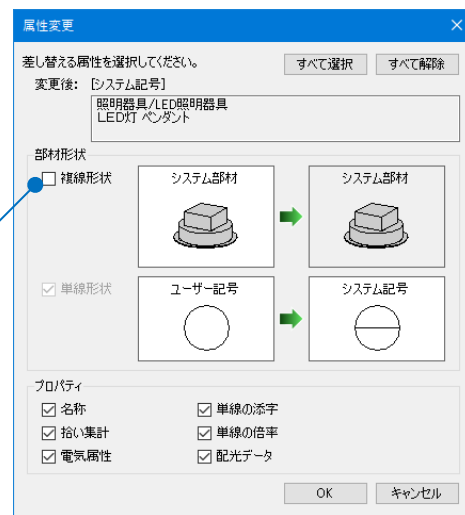 属性変更
差し替える属性を選択してください。 すべて選択 すべて解除
変更後: [システム記号]
照明器具/LED照明器具
LED灯 ペンダント
部材形状
複線形状 システム部材 システム部材
単線形状 ユーザー記号 システム記号
プロパティ
名称 単線の添字
拾い集計 単線の倍率
電気属性 配光データ
OK キャンセル